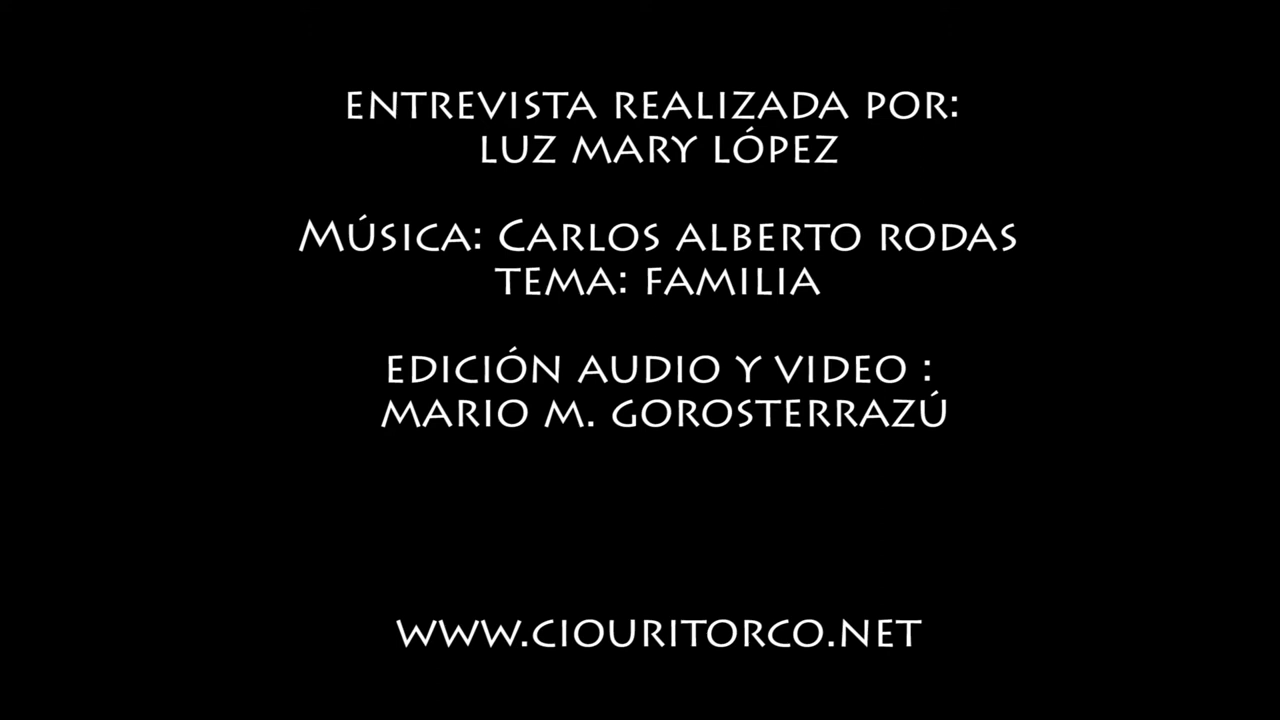 ENTREVISTA REALIZADA POR:
LUZ MARY LÓPEZ
MÚSICA: CARLOS ALBERTO RODAS
TEMA: FAMILIA
EDICIÓN AUDIO Y VIDEO :
MARIO M. GOROSTERRAZÚ
WWW.CIOURITORCO.NET